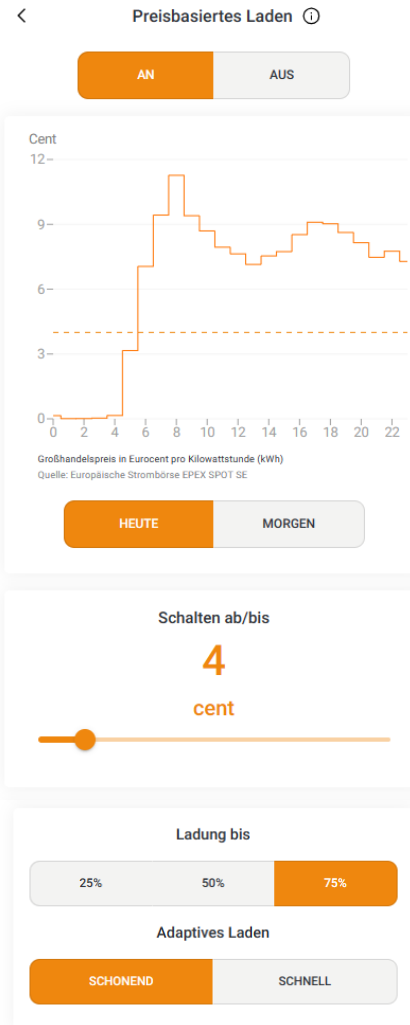 Preisbasiertes Laden
AN AUS
Cent
12
9
6
3
0
0 2 4 6 8 10 12 14 16 18 20 22
Großhandelspreis in Eurocent pro Kilowattstunde (kWh)
Quelle: Europäische Strombörse EPEX SPOT SE
HEUTE MORGEN
Schalten ab/bis
4
cent
Ladung bis
25% 50% 75%
Adaptives Laden
SCHONEND SCHNELL